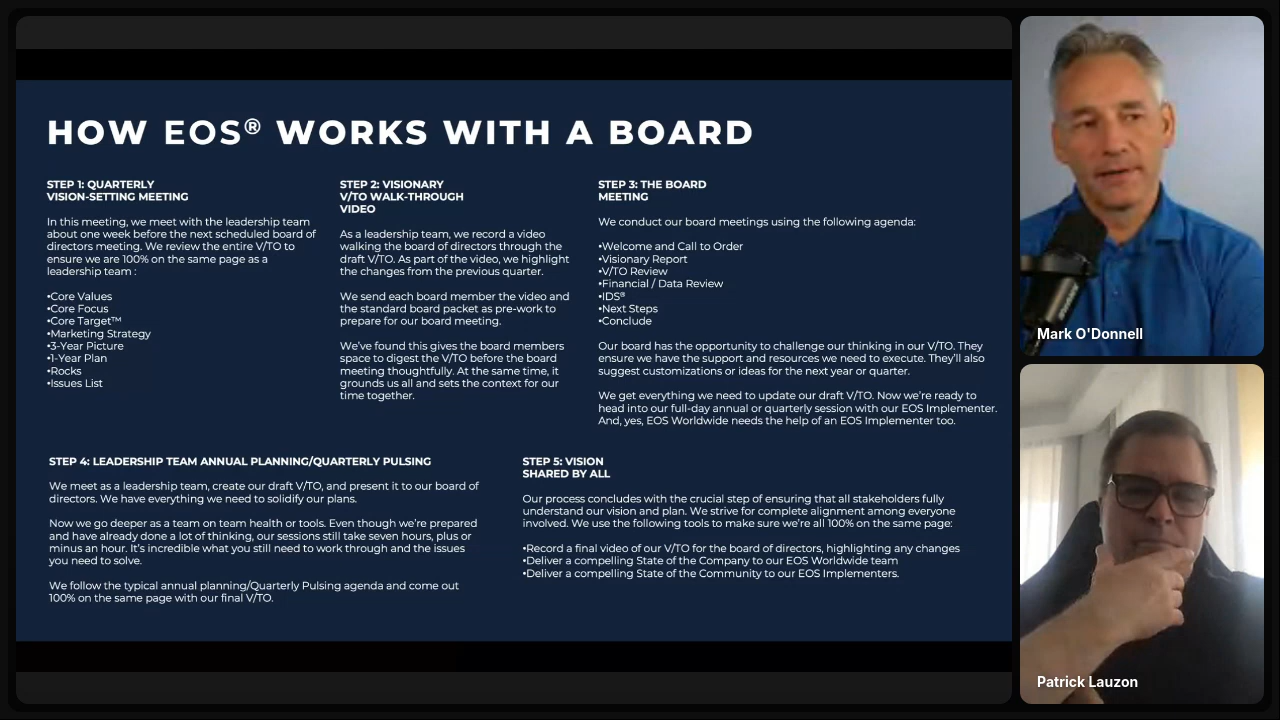 HOW EOS® WORKS WITH A BOARD
STEP 1: QUARTERLY
VISION-SETTING MEETING
In this meeting, we meet with the leadership team
about one week before the next scheduled board of
directors meeting. We review the entire V/TO to
ensure we are 100% on the same page as a
leadership team :
•Core Values
•Core Focus
•Core Target™
•Marketing Strategy
•3-Year Picture
•1-Year Plan
•Rocks
•Issues List
STEP 2: VISIONARY
V/TO WALK-THROUGH
VIDEO
As a leadership team, we record a video
walking the board of directors through the
draft V/TO. As part of the video, we highlight
the changes from the previous quarter.
We send each board member the video and
the standard board packet as pre-work to
prepare for our board meeting.
We’ve found this gives the board members
space to digest the V/TO before the board
meeting thoughtfully. At the same time, it
grounds us all and sets the context for our
time together.
STEP 3: THE BOARD
MEETING
We conduct our board meetings using the following agenda:
•Welcome and Call to Order
•Visionary Report
•V/TO Review
•Financial / Data Review
•IDS®
•Next Steps
•Conclude
Our board has the opportunity to challenge our thinking in our V/TO. They
ensure we have the support and resources we need to execute. They’ll also
suggest customizations or ideas for the next year or quarter.
We get everything we need to update our draft V/TO. Now we’re ready to
head into our full-day annual or quarterly session with our EOS Implementer.
And, yes, EOS Worldwide needs the help of an EOS Implementer too.
STEP 4: LEADERSHIP TEAM ANNUAL PLANNING/QUARTERLY PULSING
We meet as a leadership team, create our draft V/TO, and present it to our board of
directors. We have everything we need to solidify our plans.
Now we go deeper as a team on team health or tools. Even though we’re prepared
and have already done a lot of thinking, our sessions still take seven hours, plus or
minus an hour. It’s incredible what you still need to work through and the issues
you need to solve.
We follow the typical annual planning/Quarterly Pulsing agenda and come out
100% on the same page with our final V/TO.
STEP 5: VISION
SHARED BY ALL
Our process concludes with the crucial step of ensuring that all stakeholders fully
understand our vision and plan. We strive for complete alignment among everyone
involved. We use the following tools to make sure we’re all 100% on the same page:
•Record a final video of our V/TO for the board of directors, highlighting any changes
•Deliver a compelling State of the Company to our EOS Worldwide team
•Deliver a compelling State of the Community to our EOS Implementers.
Mark O'Donnell
Patrick Lauzon